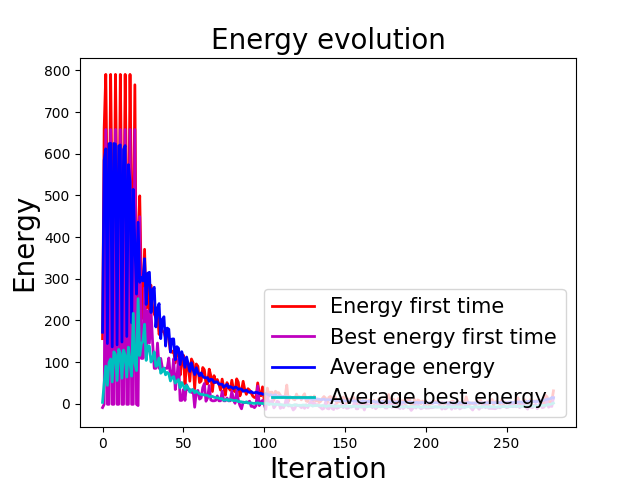 Energy evolution
Energy
800
700
600
500
400
300
200
100
0
Energy first time
Best energy first time
Average energy
Average best energy
0
50
100
150
200
250
Iteration